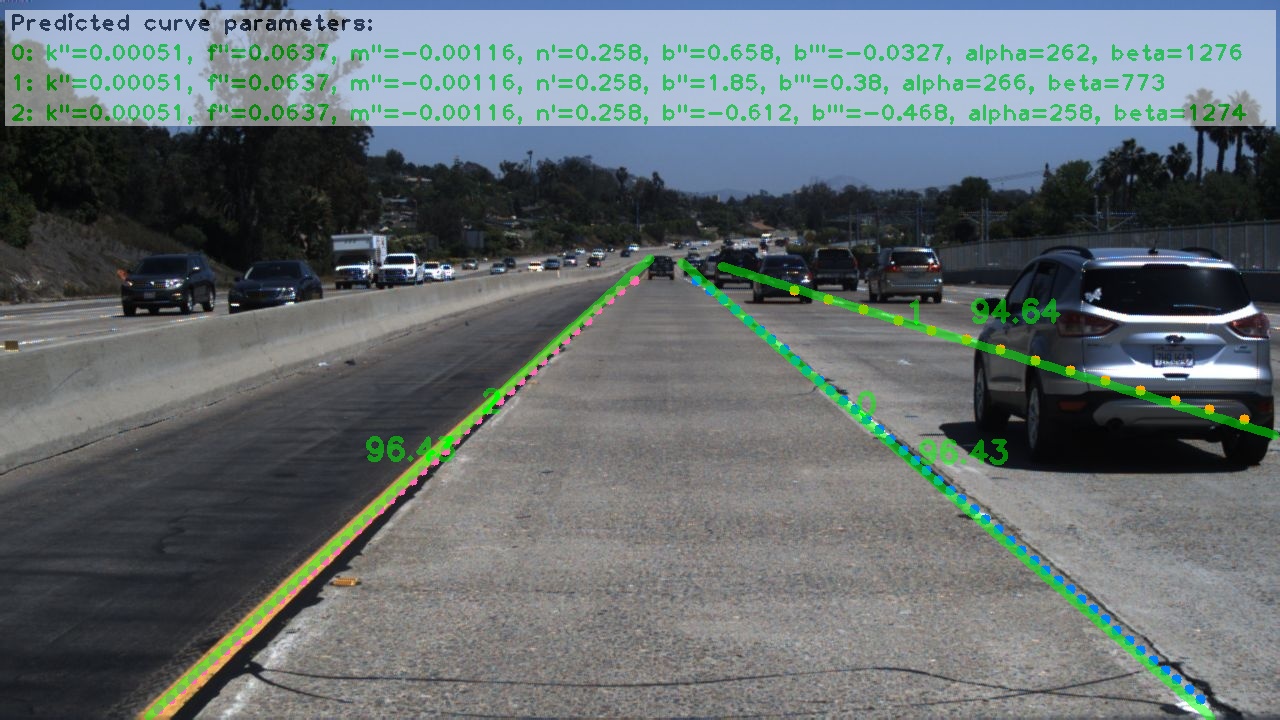 Predicted curve parameters:
0: k''=0.00051, f''=0.0637, m''=-0.00116, n'=0.258, b''=0.658, b'''=-0.0327, alpha=262, beta=1276
1: k''=0.00051, f''=0.0637, m''=-0.00116, n'=0.258, b''=1.85, b'''=0.38, alpha=266, beta=773
2: k''=0.00051, f''=0.0637, m''=-0.00116, n'=0.258, b''=-0.612, b'''=-0.468, alpha=258, beta=1274
1 94.64
2
0
96.43